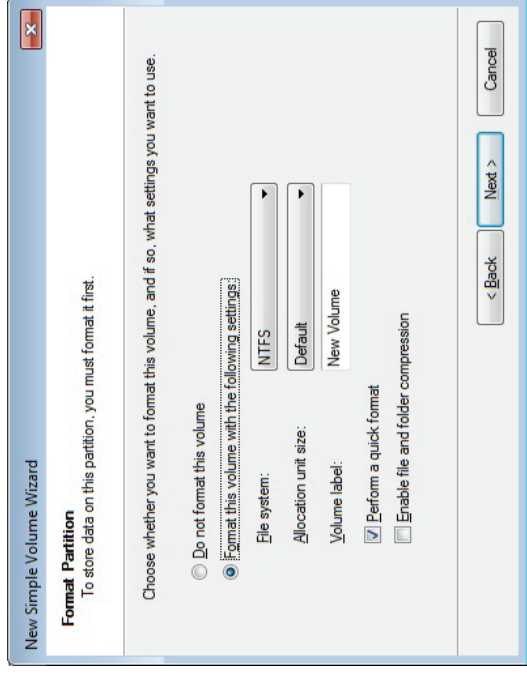 New Simple Volume Wizard
Format Partition
To store data on this partition, you must format it first.
Choose whether you want to format this volume, and if so, what settings you want to use.
Do not format this volume
Format this volume with the following settings:
File system: NTFS
Allocation unit size: Default
Volume label: New Volume
Perform a quick format
Enable file and folder compression
< Back Next > Cancel